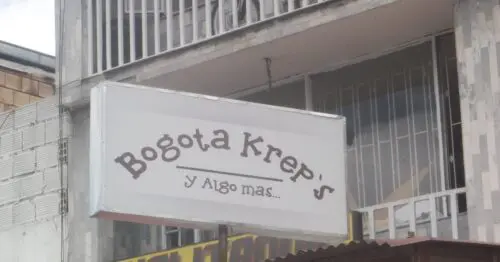 Bogota Krep's
y Algo mas...